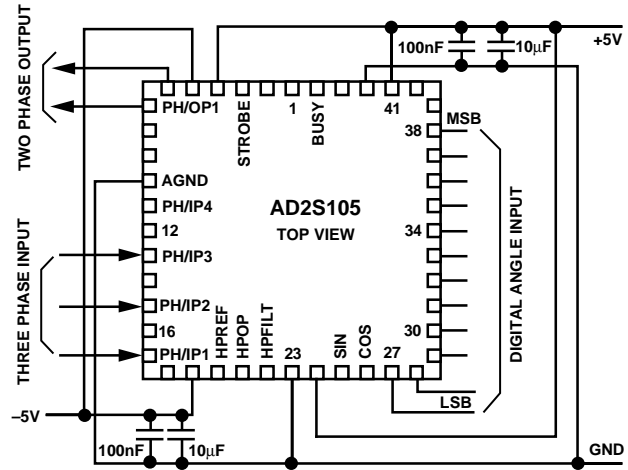 +5V
100nF
10µF
TWO PHASE OUTPUT
PH/OP1
STROBE
1
BUSY
41
MSB
38
AGND
PH/IP4
12
PH/IP3
PH/IP2
16
PH/IP1
AD2S105
TOP VIEW
34
30
THREE PHASE INPUT
DIGITAL ANGLE INPUT
HPREF
HPOP
HPFILT
23
SIN
COS
27
LSB
–5V
100nF
10µF
GND